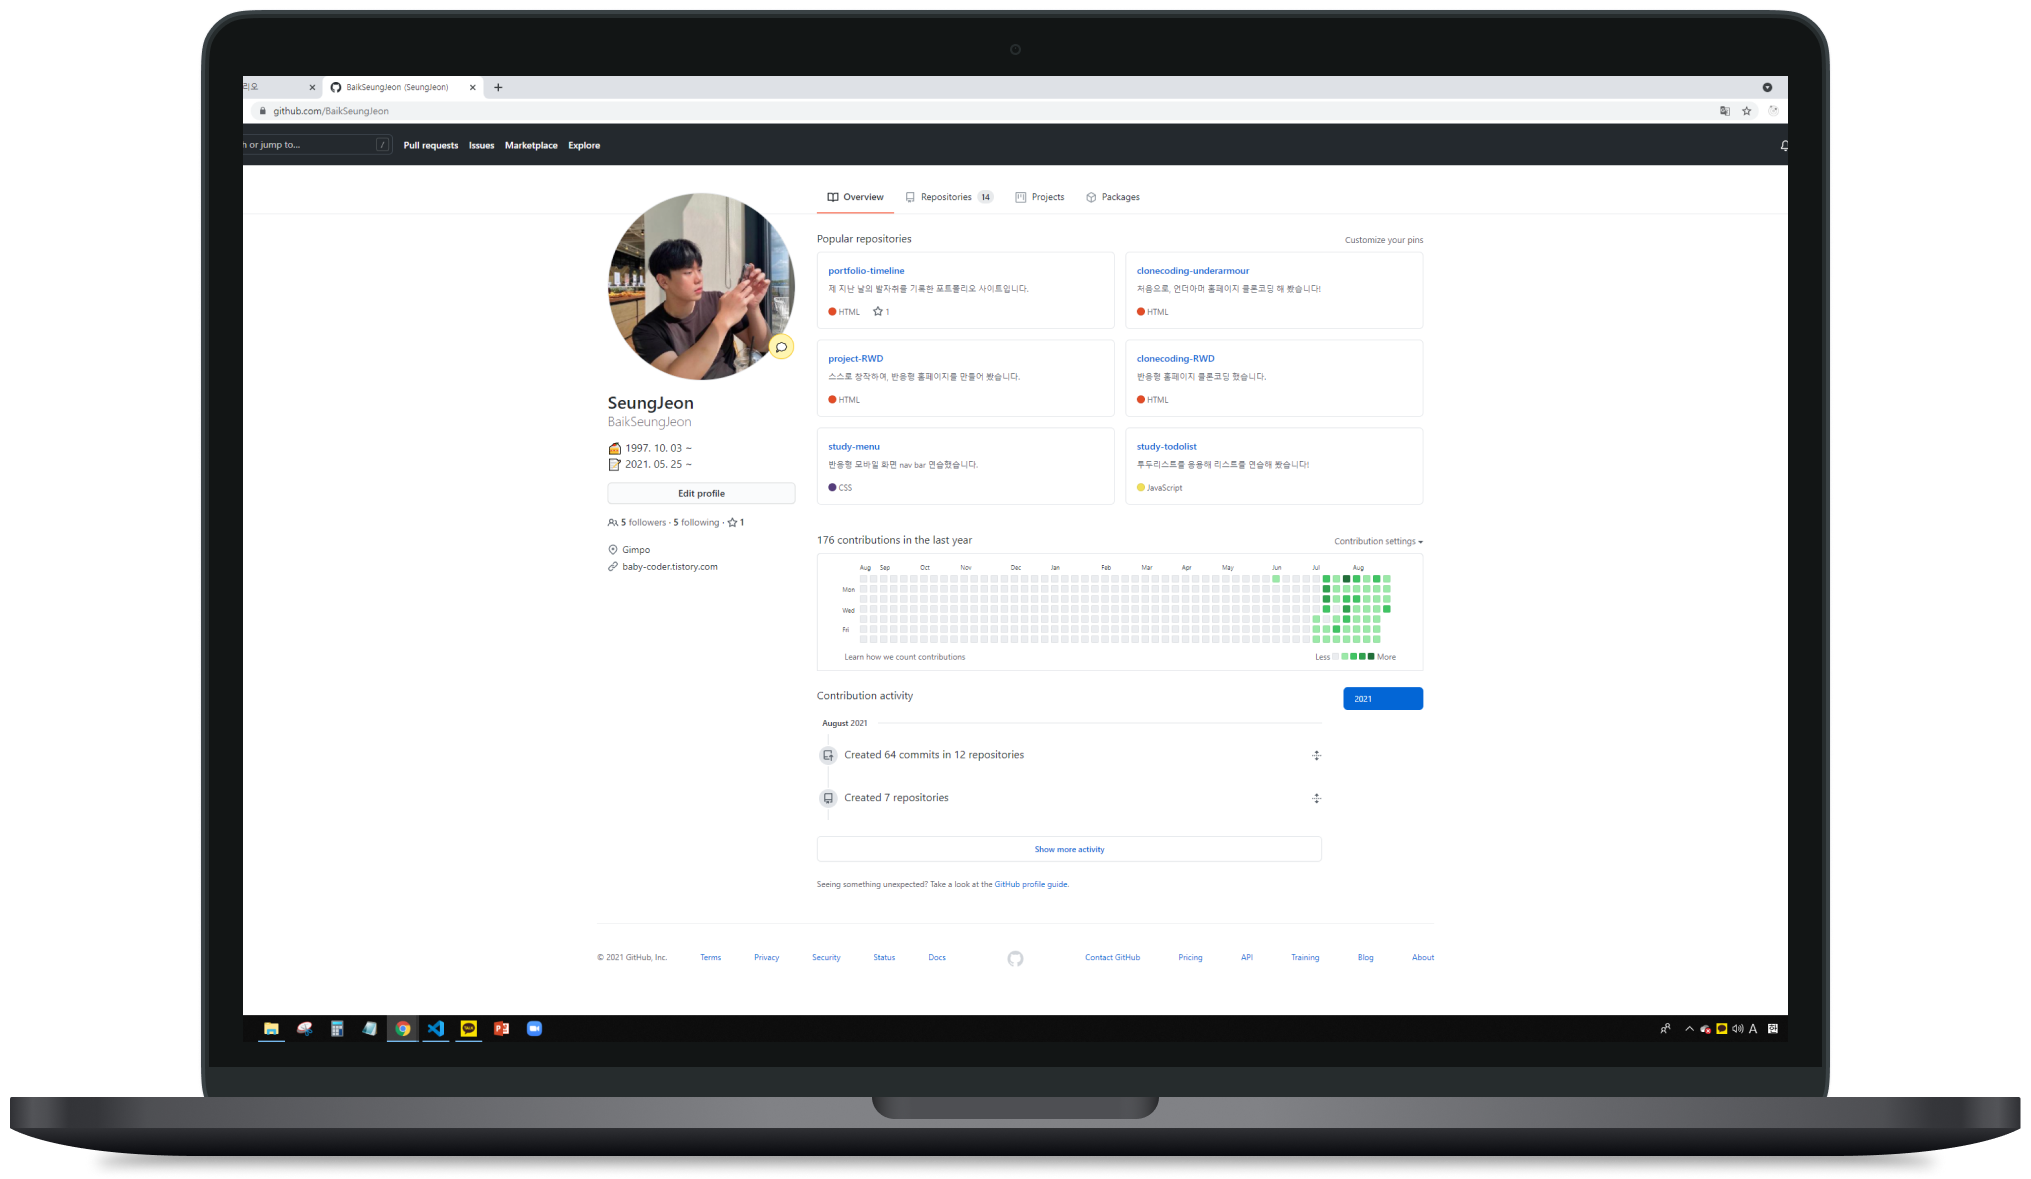 리오
BaikSeungJeon (SeungJeon)
github.com/BaikSeungJeon
h or jump to...
/
Pull requests Issues Marketplace Explore
Overview Repositories 14 Projects Packages
Popular repositories Customize your pins
portfolio-timeline
제 지난 날의 발자취를 기록한 포트폴리오 사이트입니다.
HTML 1
clonecoding-underarmour
처음으로, 언더아머 홈페이지 클론코딩 해 봤습니다!
HTML
project-RWD
스스로 창작하여, 반응형 홈페이지를 만들어 봤습니다.
HTML
clonecoding-RWD
반응형 홈페이지 클론코딩 했습니다.
HTML
study-menu
반응형 모바일 화면 nav bar 연습했습니다.
CSS
study-todolist
투두리스트를 응용해 리스트를 연습해 봤습니다!
JavaScript
SeungJeon
BaikSeungJeon
1997. 10. 03 ~
2021. 05. 25 ~
Edit profile
5 followers · 5 following · 1
Gimpo
baby-coder.tistory.com
176 contributions in the last year Contribution settings
Aug Sep Oct Nov Dec Jan Feb Mar Apr May Jun Jul Aug
Mon
Wed
Fri
Learn how we count contributions Less More
Contribution activity 2021
August 2021
Created 64 commits in 12 repositories
Created 7 repositories
Show more activity
Seeing something unexpected? Take a look at the GitHub profile guide.
© 2021 GitHub, Inc. Terms Privacy Security Status Docs Contact GitHub Pricing API Training Blog About
TALK
A